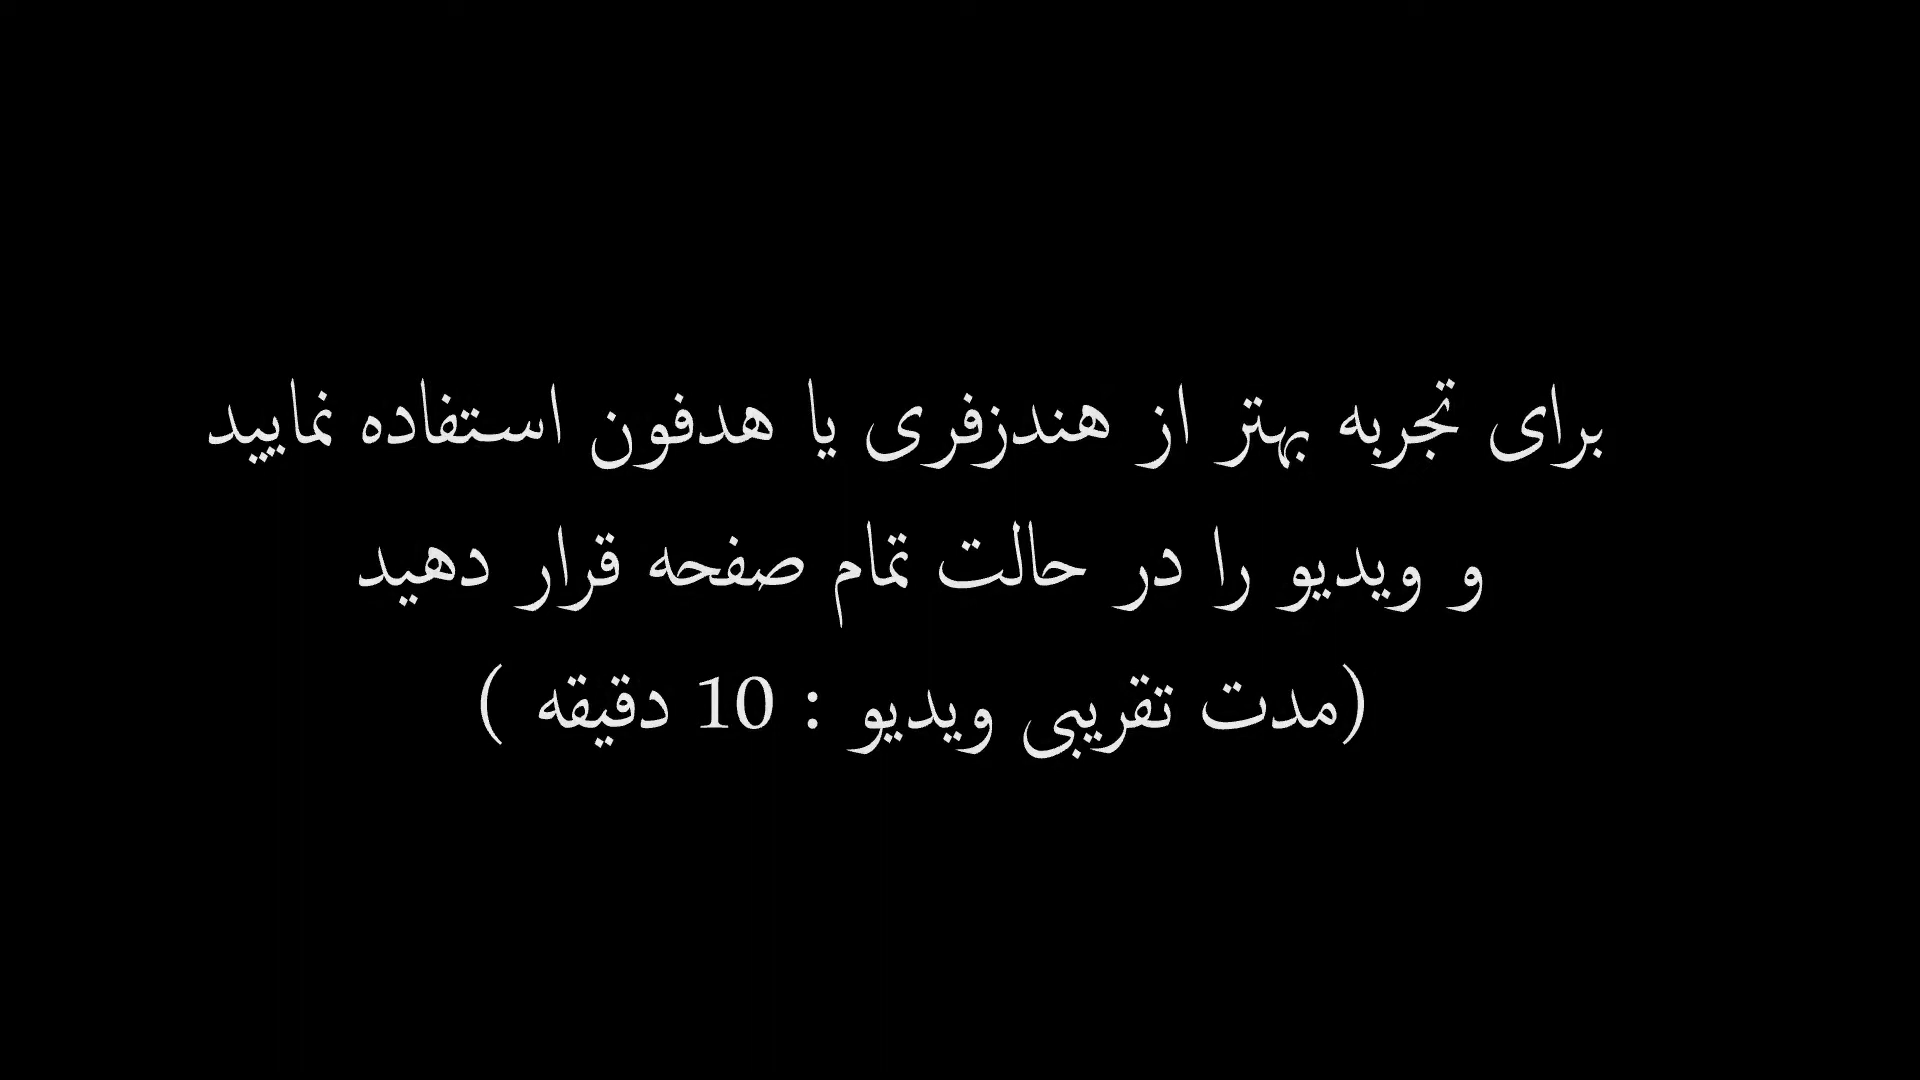 برای تجربه بهتر از هندزفری یا هدفون استفاده نمایید
و ویدیو را در حالت تمام صفحه قرار دهید
(مدت تقریبی ویدیو : 10 دقیقه )